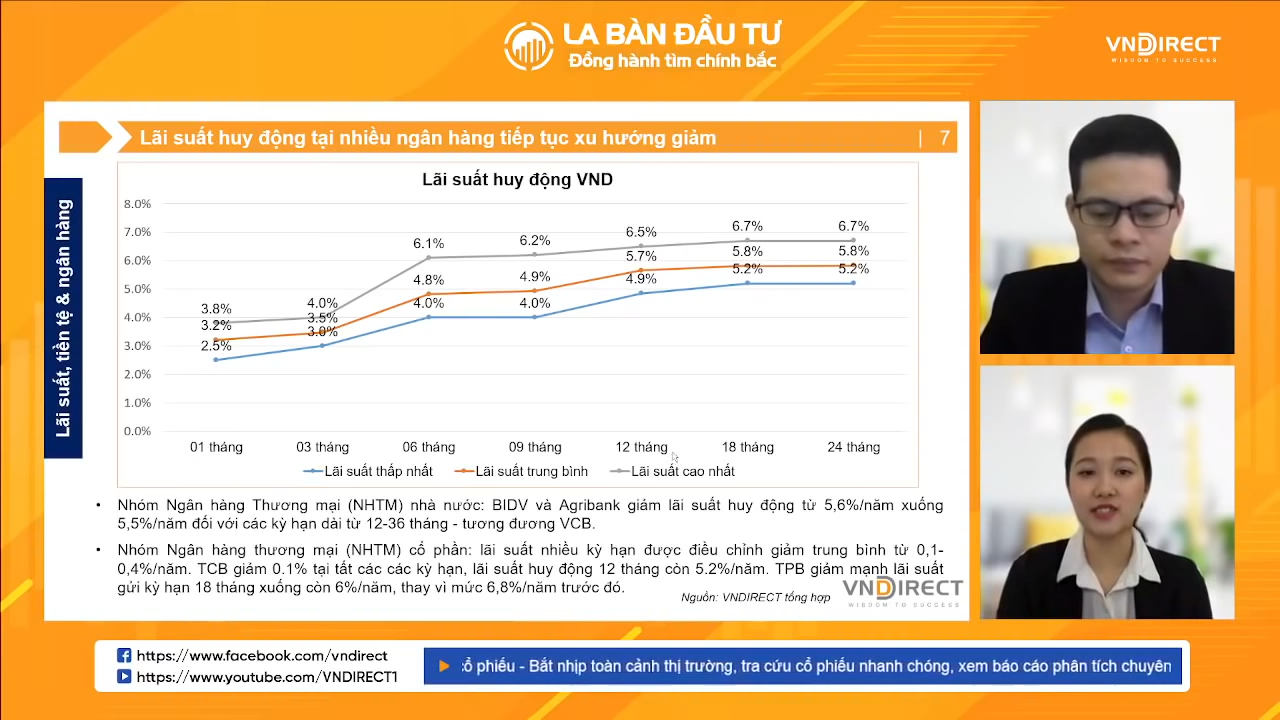 LA BÀN ĐẦU TƯ
Đồng hành tìm chính bắc
VNDIRECT
WISDOM TO SUCCESS
Lãi suất huy động tại nhiều ngân hàng tiếp tục xu hướng giảm | 7
Lãi suất, tiền tệ & ngân hàng
Lãi suất huy động VND
8.0%
7.0%
6.0%
5.0%
4.0%
3.0%
2.0%
1.0%
0.0%
3.8% 4.0% 6.1% 6.2% 6.5% 6.7% 6.7%
3.2% 3.5% 4.8% 4.9% 5.7% 5.8% 5.8%
2.5% 3.0% 4.0% 4.0% 4.9% 5.2% 5.2%
01 tháng 03 tháng 06 tháng 09 tháng 12 tháng 18 tháng 24 tháng
Lãi suất thấp nhất Lãi suất trung bình Lãi suất cao nhất
• Nhóm Ngân hàng Thương mại (NHTM) nhà nước: BIDV và Agribank giảm lãi suất huy động từ 5,6%/năm xuống
5,5%/năm đối với các kỳ hạn dài từ 12-36 tháng - tương đương VCB.
• Nhóm Ngân hàng thương mại (NHTM) cổ phần: lãi suất nhiều kỳ hạn được điều chỉnh giảm trung bình từ 0,1-
0,4%/năm. TCB giảm 0.1% tại tất các các kỳ hạn, lãi suất huy động 12 tháng còn 5.2%/năm. TPB giảm mạnh lãi suất
gửi kỳ hạn 18 tháng xuống còn 6%/năm, thay vì mức 6,8%/năm trước đó.
Nguồn: VNDIRECT tổng hợp
VNDIRECT
WISDOM TO SUCCESS
https://www.facebook.com/vndirect
https://www.youtube.com/VNDIRECT1
cổ phiếu - Bắt nhịp toàn cảnh thị trường, tra cứu cổ phiếu nhanh chóng, xem báo cáo phân tích chuyên